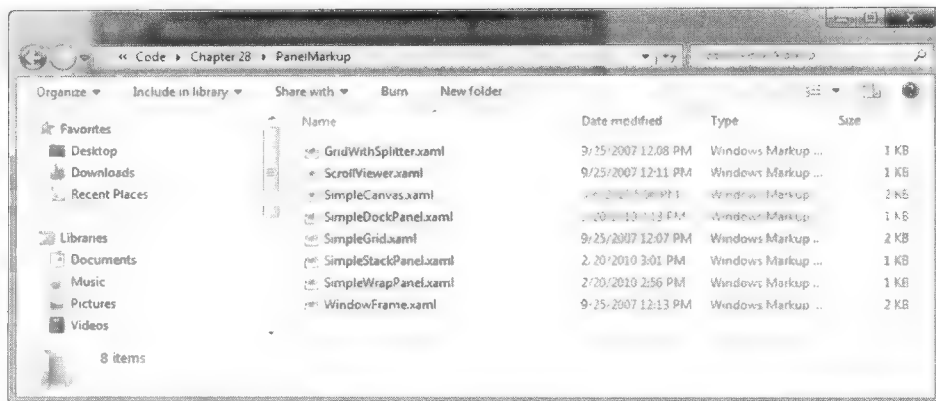 « Code ▸ Chapter 28 ▸ PanelMarkup
Organize ▾ Include in library ▾ Share with ▾ Burn New folder
Favorites
Desktop
Downloads
Recent Places
Libraries
Documents
Music
Pictures
Videos
Name Date modified Type Size
GridWithSplitter.xaml 9/25/2007 12:08 PM Windows Markup ... 1 KB
ScrollViewer.xaml 9/25/2007 12:11 PM Windows Markup ... 1 KB
SimpleCanvas.xaml Windows Markup 2 KB
SimpleDockPanel.xaml Windows Markup 1 KB
SimpleGrid.xaml 9/25/2007 12:07 PM Windows Markup .. 2 KB
SimpleStackPanel.xaml 2/20/2010 3:01 PM Windows Markup ... 1 KB
SimpleWrapPanel.xaml 2/20/2010 2:56 PM Windows Markup ... 1 KB
WindowFrame.xaml 9/25/2007 12:13 PM Windows Markup .. 2 KB
8 items